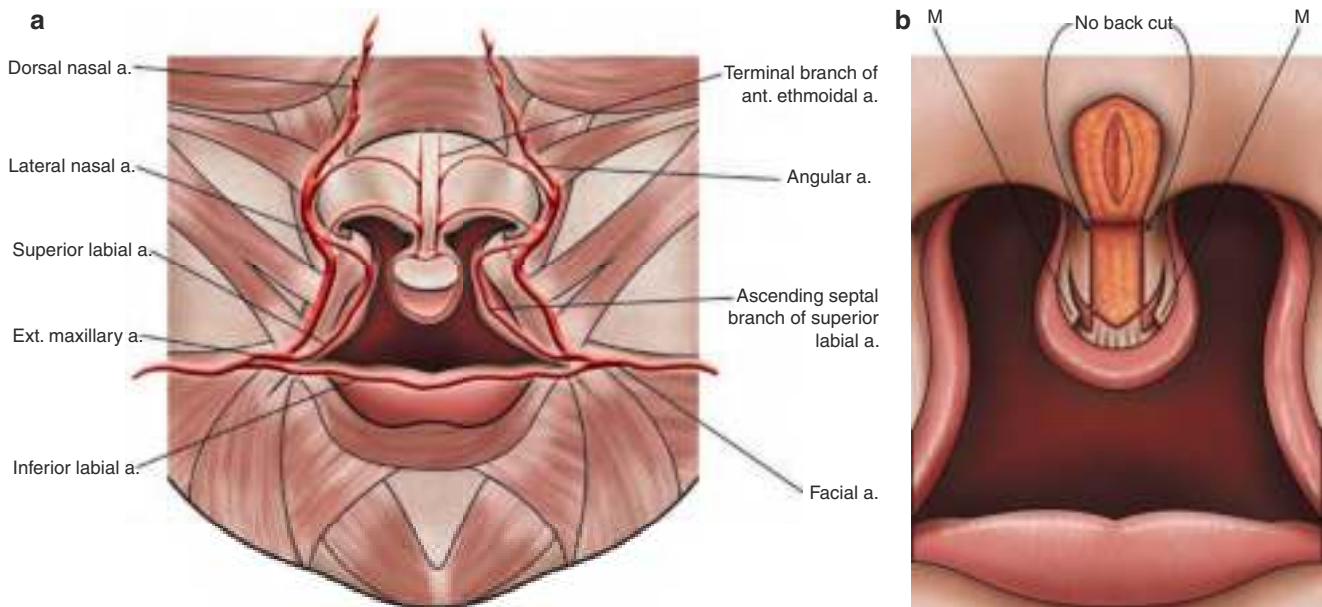 a
Dorsal nasal a.
Lateral nasal a.
Superior labial a.
Ext. maxillary a.
Inferior labial a.
Terminal branch of
ant. ethmoidal a.
Angular a.
Ascending septal
branch of superior
labial a.
Facial a.
b
M
No back cut
M